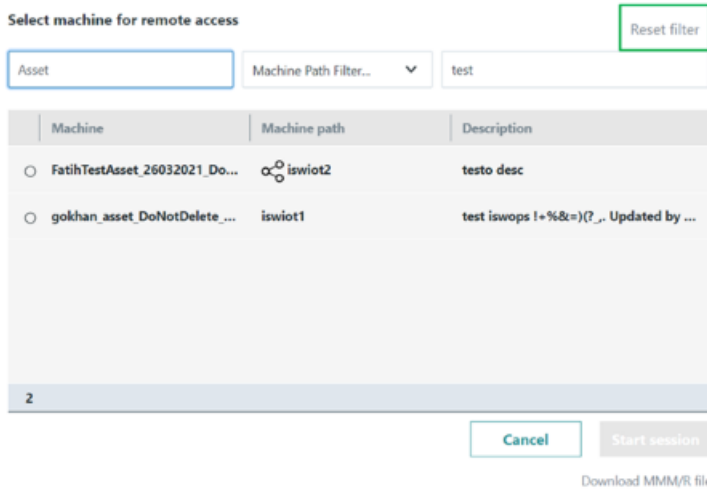 Select machine for remote access
Reset filter
Asset Machine Path Filter... test
Machine Machine path Description
FatihTestAsset_26032021_Do... iswiot2 testo desc
gokhan_asset_DoNotDelete_... iswiot1 test iswops !+%&=)(?_,. Updated by ...
2
Cancel Start session
Download MMM/R file